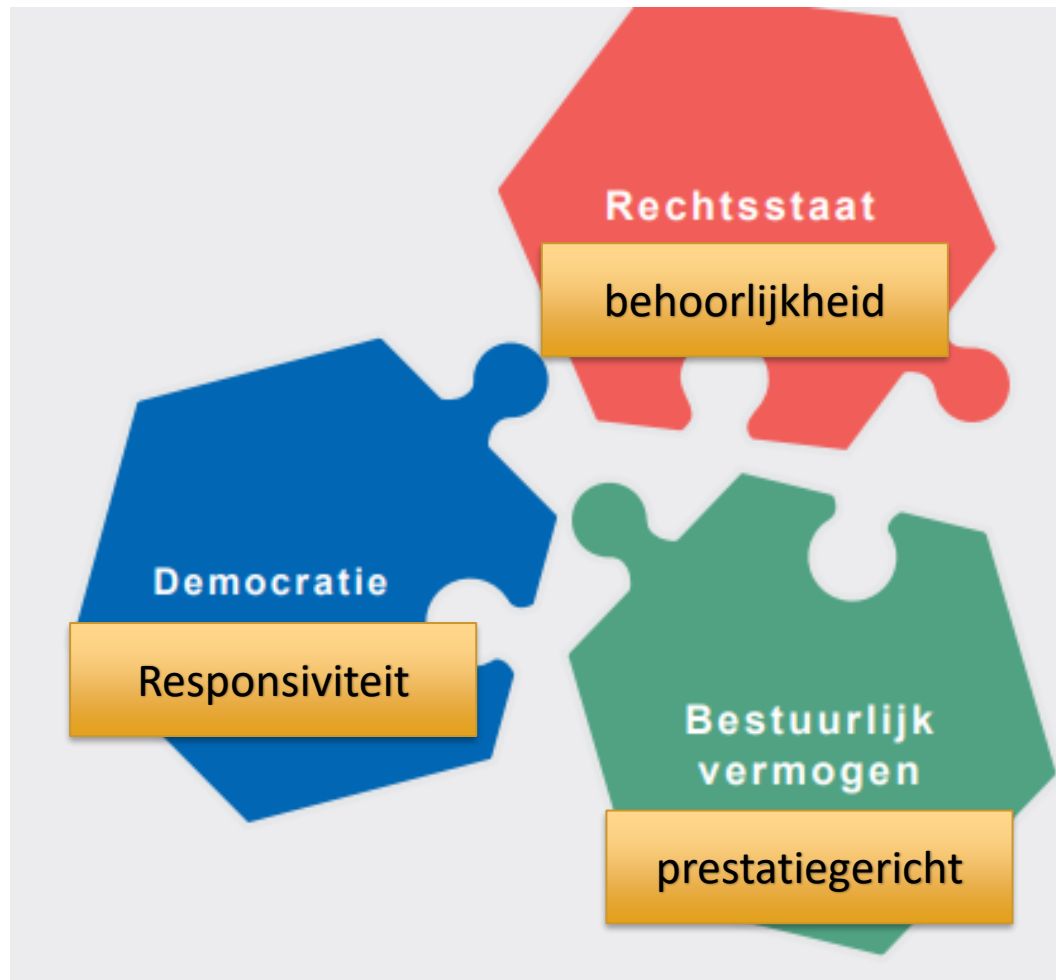 Rechtsstaat
behoorlijkheid
Democratie
Responsiviteit
Bestuurlijk
vermogen
prestatiegericht